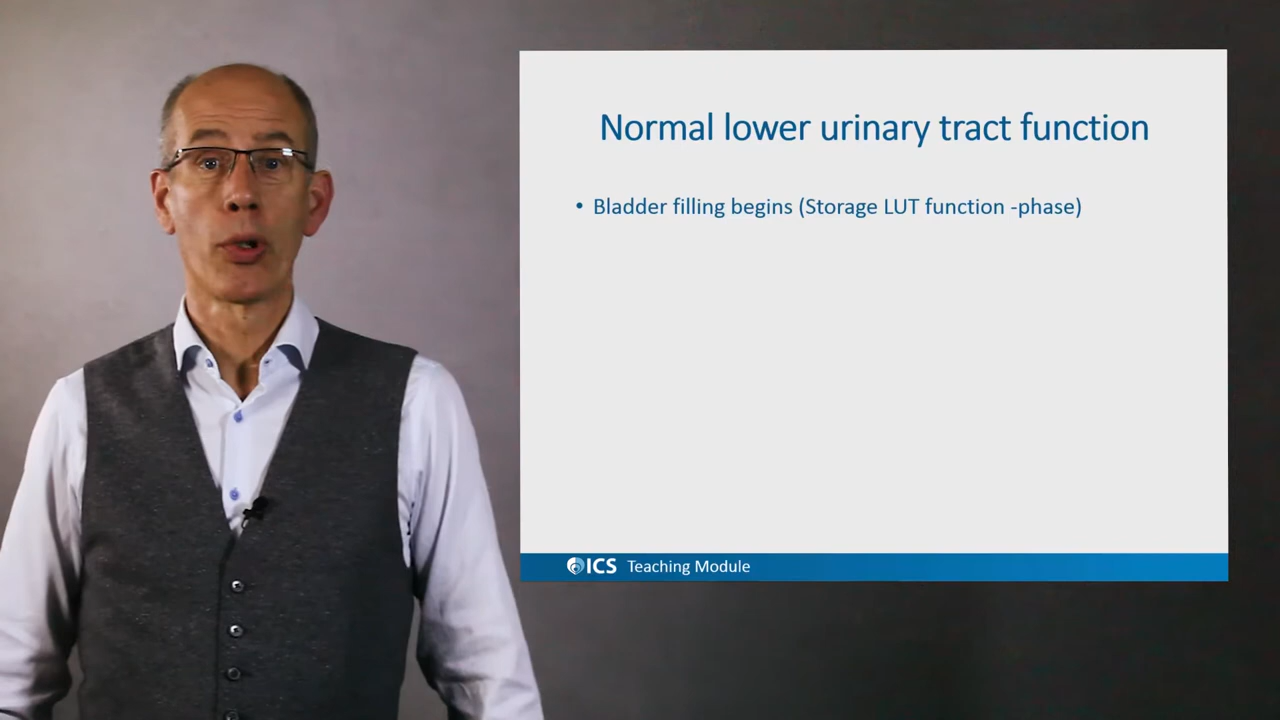 Normal lower urinary tract function
• Bladder filling begins (Storage LUT function -phase)
ICS Teaching Module